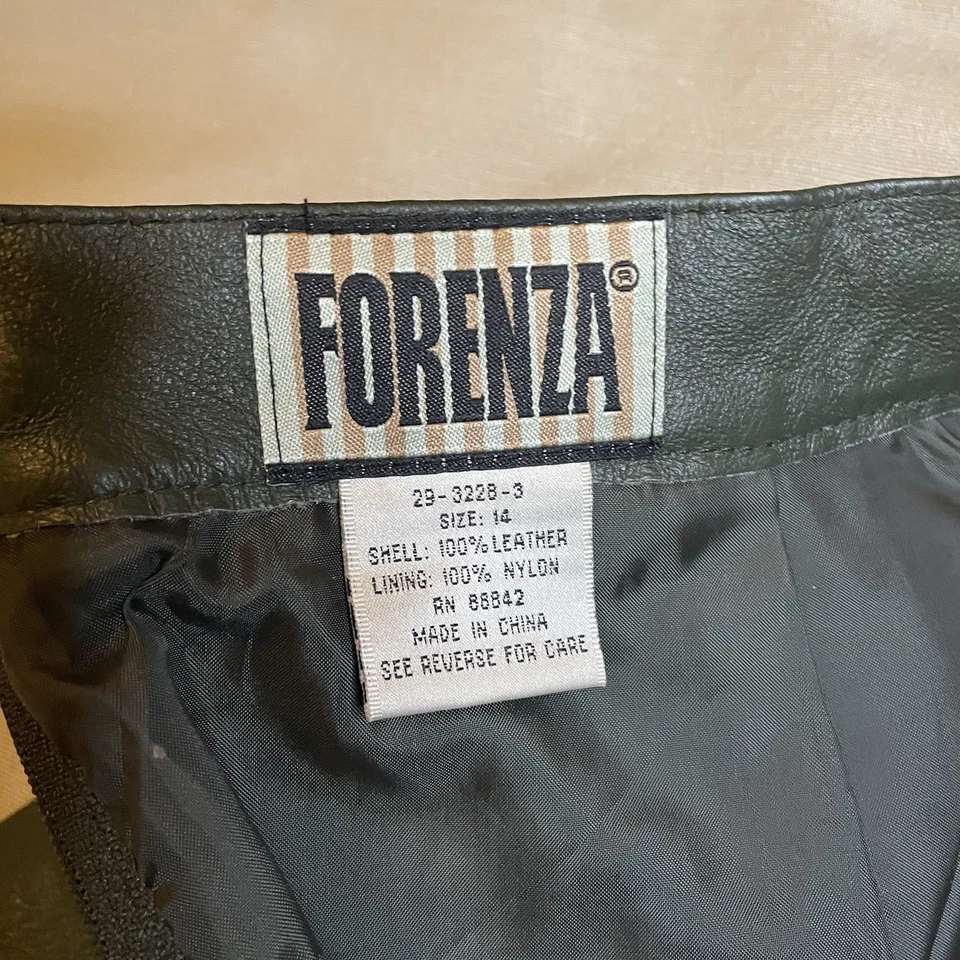 FORENZA®
29-3228-3
SIZE: 14
SHELL: 100% LEATHER
LINING: 100% NYLON
RN 88842
MADE IN CHINA
SEE REVERSE FOR CARE